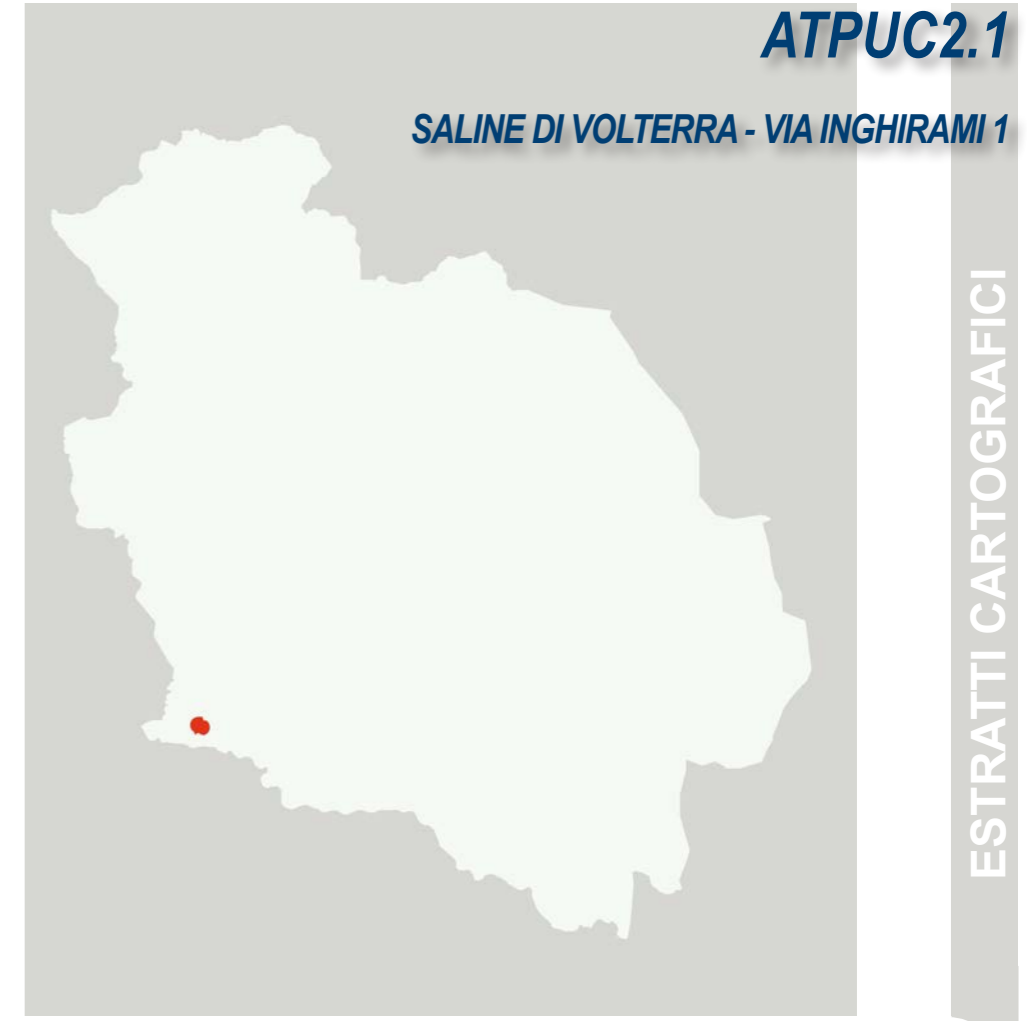 ATPUC2.1
SALINE DI VOLTERRA - VIA INGHIRAMI 1
ESTRATTI CARTOGRAFICI